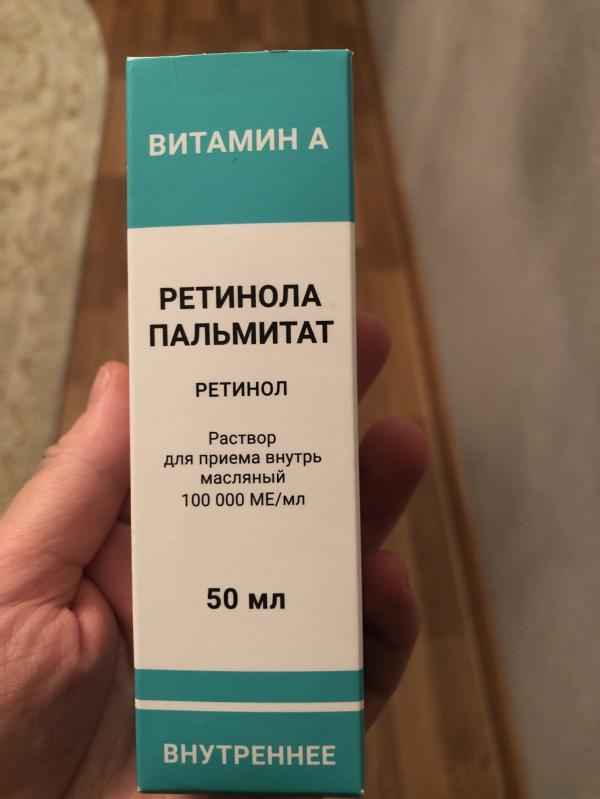 ВИТАМИН А
РЕТИНОЛА
ПАЛЬМИТАТ
РЕТИНОЛ
Раствор
для приема внутрь
масляный
100 000 МЕ/мл
50 мл
ВНУТРЕННЕЕ